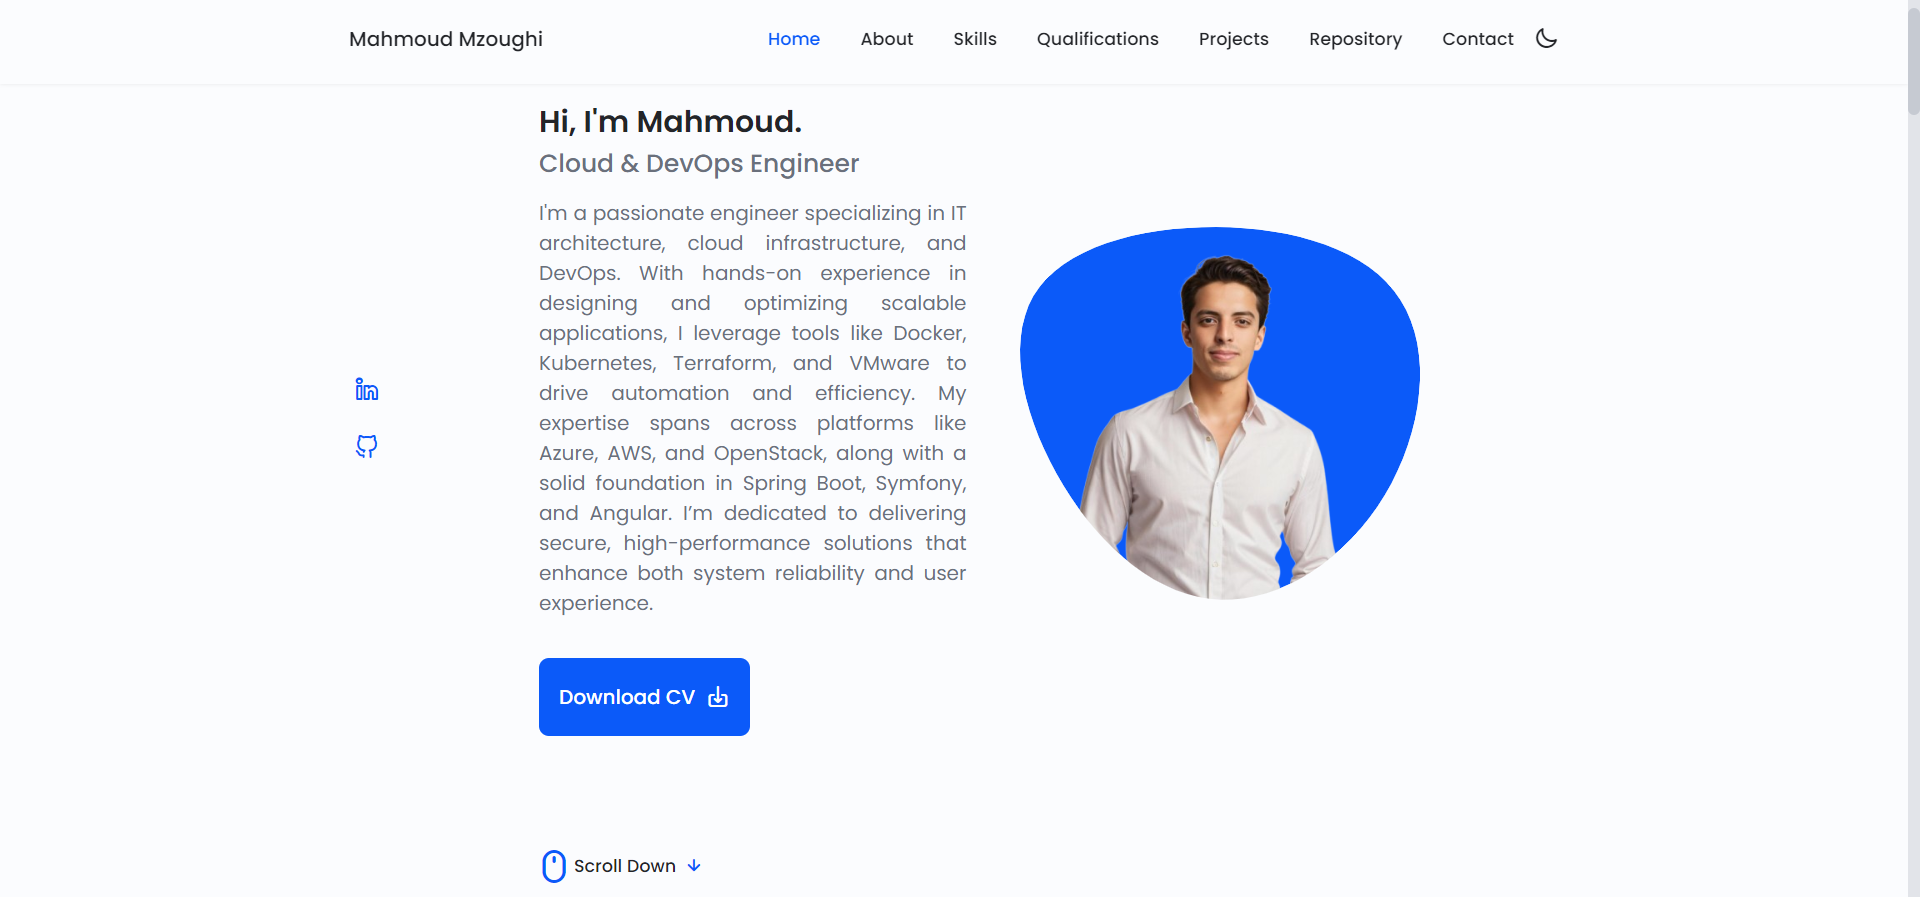 Mahmoud Mzoughi
Home About Skills Qualifications Projects Repository Contact
Hi, I'm Mahmoud.
Cloud & DevOps Engineer
I'm a passionate engineer specializing in IT
architecture, cloud infrastructure, and
DevOps. With hands-on experience in
designing and optimizing scalable
applications, I leverage tools like Docker,
Kubernetes, Terraform, and VMware to
drive automation and efficiency. My
expertise spans across platforms like
Azure, AWS, and OpenStack, along with a
solid foundation in Spring Boot, Symfony,
and Angular. I’m dedicated to delivering
secure, high-performance solutions that
enhance both system reliability and user
experience.
Download CV
Scroll Down